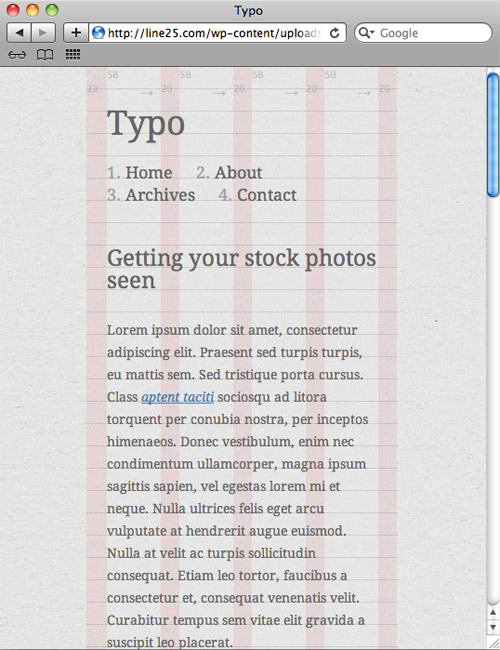 Typo
http://line25.com/wp-content/uploads
Google
58 58 58 58
22 → 20 → 20 → 20 → 20
Typo
1. Home 2. About
3. Archives 4. Contact
Getting your stock photos
seen
Lorem ipsum dolor sit amet, consectetur
adipiscing elit. Praesent sed turpis turpis,
eu mattis sem. Sed tristique porta cursus.
Class aptent taciti sociosqu ad litora
torquent per conubia nostra, per inceptos
himenaeos. Donec vestibulum, enim nec
condimentum ullamcorper, magna ipsum
sagittis sapien, vel egestas lorem mi et
neque. Nulla ultrices felis eget arcu
vulputate at hendrerit augue euismod.
Nulla at velit ac turpis sollicitudin
consequat. Etiam leo tortor, faucibus a
consectetur et, consequat venenatis velit.
Curabitur tempus sem vitae elit gravida a
suscipit leo placerat.